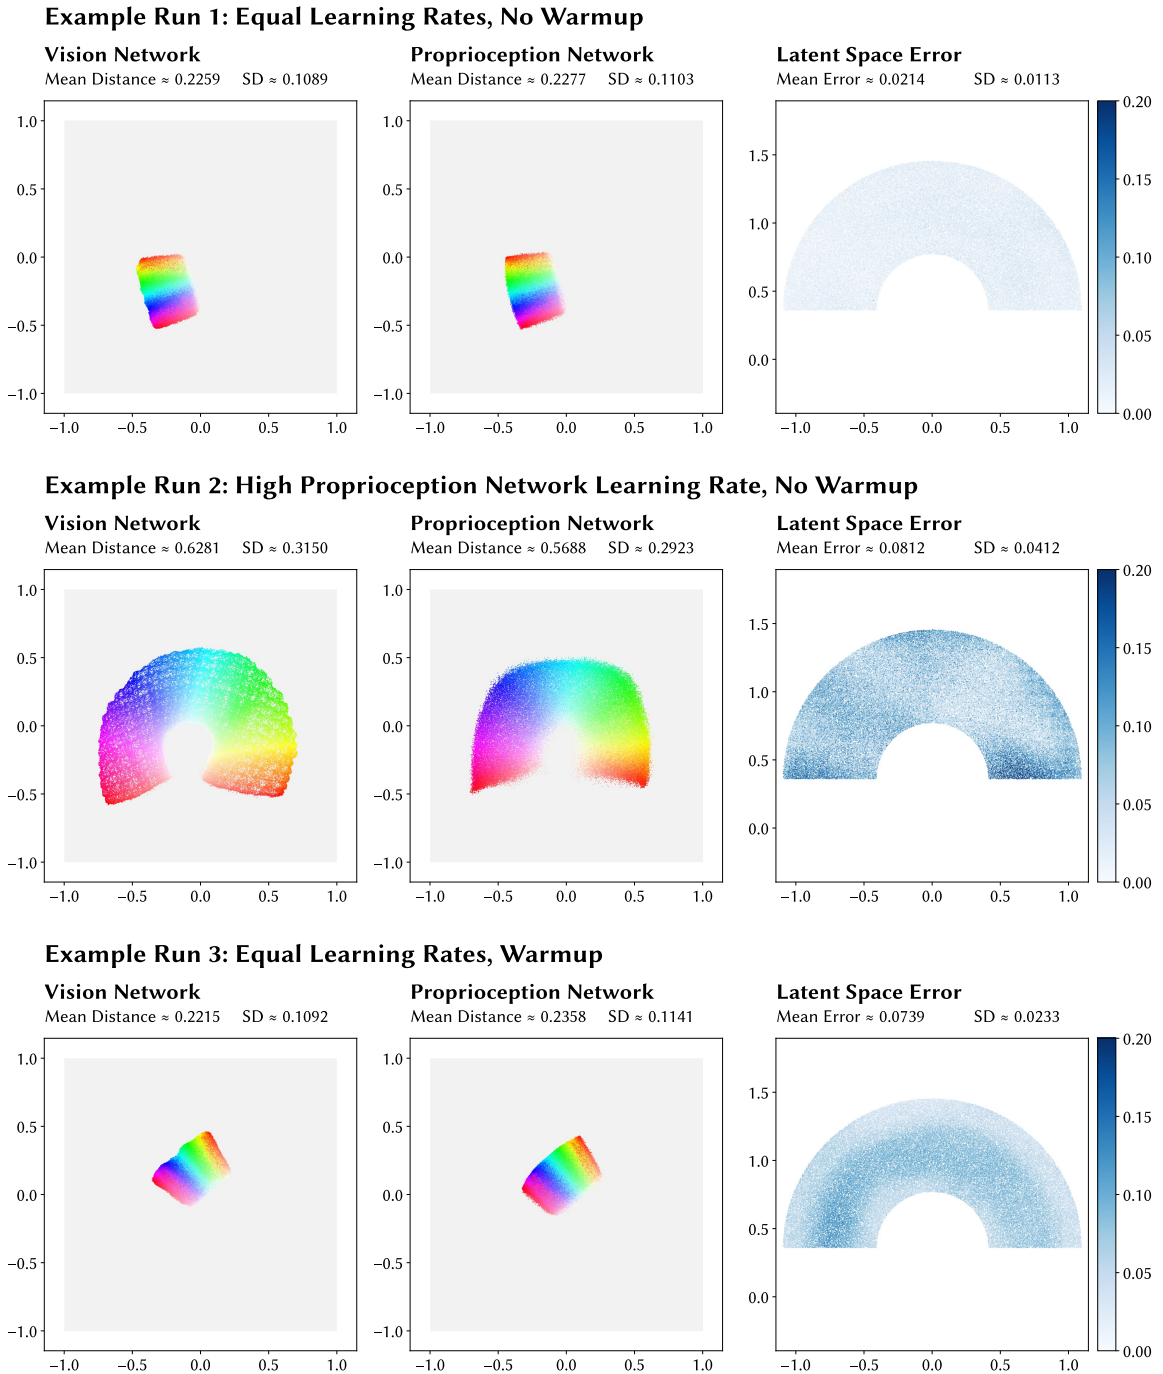 Example Run 1: Equal Learning Rates, No Warmup
Vision Network
Mean Distance ≈ 0.2259 SD ≈ 0.1089
Proprioception Network
Mean Distance ≈ 0.2277 SD ≈ 0.1103
Latent Space Error
Mean Error ≈ 0.0214 SD ≈ 0.0113
1.0
0.5
0.0
−0.5
−1.0
−1.0 −0.5 0.0 0.5 1.0
1.0
0.5
0.0
−0.5
−1.0
−1.0 −0.5 0.0 0.5 1.0
1.5
1.0
0.5
0.0
−1.0 −0.5 0.0 0.5 1.0
0.20
0.15
0.10
0.05
0.00
Example Run 2: High Proprioception Network Learning Rate, No Warmup
Vision Network
Mean Distance ≈ 0.6281 SD ≈ 0.3150
Proprioception Network
Mean Distance ≈ 0.5688 SD ≈ 0.2923
Latent Space Error
Mean Error ≈ 0.0812 SD ≈ 0.0412
1.0
0.5
0.0
−0.5
−1.0
−1.0 −0.5 0.0 0.5 1.0
1.0
0.5
0.0
−0.5
−1.0
−1.0 −0.5 0.0 0.5 1.0
1.5
1.0
0.5
0.0
−1.0 −0.5 0.0 0.5 1.0
0.20
0.15
0.10
0.05
0.00
Example Run 3: Equal Learning Rates, Warmup
Vision Network
Mean Distance ≈ 0.2215 SD ≈ 0.1092
Proprioception Network
Mean Distance ≈ 0.2358 SD ≈ 0.1141
Latent Space Error
Mean Error ≈ 0.0739 SD ≈ 0.0233
1.0
0.5
0.0
−0.5
−1.0
−1.0 −0.5 0.0 0.5 1.0
1.0
0.5
0.0
−0.5
−1.0
−1.0 −0.5 0.0 0.5 1.0
1.5
1.0
0.5
0.0
−1.0 −0.5 0.0 0.5 1.0
0.20
0.15
0.10
0.05
0.00